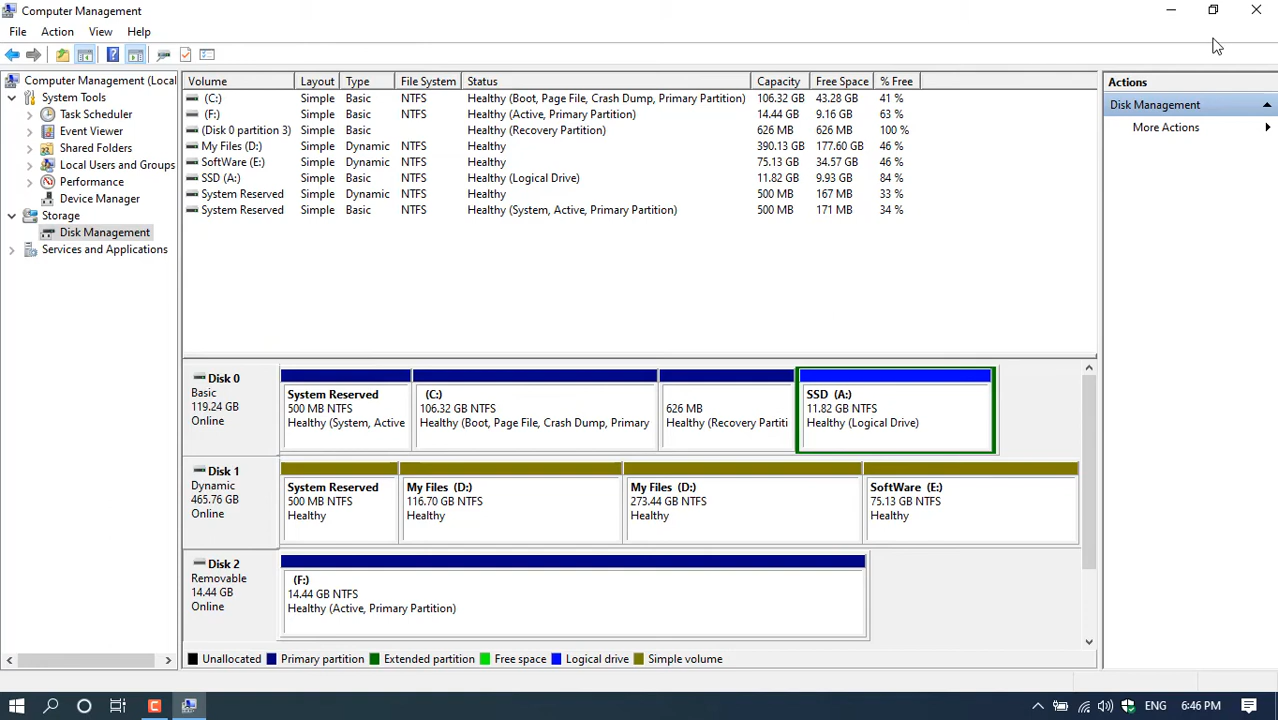 Computer Management
File Action View Help
Computer Management (Local
System Tools
Task Scheduler
Event Viewer
Shared Folders
Local Users and Groups
Performance
Device Manager
Storage
Disk Management
Services and Applications
Volume Layout Type File System Status Capacity Free Space % Free
(C:) Simple Basic NTFS Healthy (Boot, Page File, Crash Dump, Primary Partition) 106.32 GB 43.28 GB 41 %
(F:) Simple Basic NTFS Healthy (Active, Primary Partition) 14.44 GB 9.16 GB 63 %
(Disk 0 partition 3) Simple Basic Healthy (Recovery Partition) 626 MB 626 MB 100 %
My Files (D:) Simple Dynamic NTFS Healthy 390.13 GB 177.60 GB 46 %
SoftWare (E:) Simple Dynamic NTFS Healthy 75.13 GB 34.57 GB 46 %
SSD (A:) Simple Basic NTFS Healthy (Logical Drive) 11.82 GB 9.93 GB 84 %
System Reserved Simple Dynamic NTFS Healthy 500 MB 167 MB 33 %
System Reserved Simple Basic NTFS Healthy (System, Active, Primary Partition) 500 MB 171 MB 34 %
Disk 0
Basic
119.24 GB
Online
System Reserved
500 MB NTFS
Healthy (System, Active
(C:)
106.32 GB NTFS
Healthy (Boot, Page File, Crash Dump, Primary
626 MB
Healthy (Recovery Partiti
SSD (A:)
11.82 GB NTFS
Healthy (Logical Drive)
Disk 1
Dynamic
465.76 GB
Online
System Reserved
500 MB NTFS
Healthy
My Files (D:)
116.70 GB NTFS
Healthy
My Files (D:)
273.44 GB NTFS
Healthy
SoftWare (E:)
75.13 GB NTFS
Healthy
Disk 2
Removable
14.44 GB
Online
(F:)
14.44 GB NTFS
Healthy (Active, Primary Partition)
Unallocated Primary partition Extended partition Free space Logical drive Simple volume
Actions
Disk Management
More Actions
ENG 6:46 PM